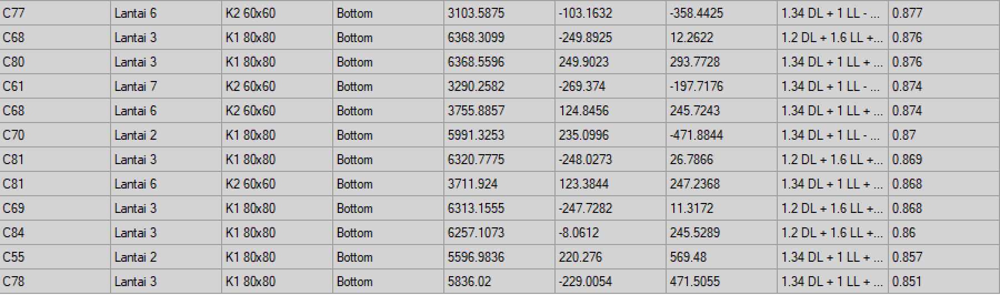 C77 Lantai 6 K2 60x60 Bottom 3103.5875 -103.1632 -358.4425 1.34 DL + 1 LL - ... 0.877
C68 Lantai 3 K1 80x80 Bottom 6368.3099 -249.8925 12.2622 1.2 DL + 1.6 LL +... 0.876
C80 Lantai 3 K1 80x80 Bottom 6368.5596 249.9023 293.7728 1.34 DL + 1 LL + ... 0.876
C61 Lantai 7 K2 60x60 Bottom 3290.2582 -269.374 -197.7176 1.34 DL + 1 LL - ... 0.874
C68 Lantai 6 K2 60x60 Bottom 3755.8857 124.8456 245.7243 1.34 DL + 1 LL + ... 0.874
C70 Lantai 2 K1 80x80 Bottom 5991.3253 235.0996 -471.8844 1.34 DL + 1 LL - ... 0.87
C81 Lantai 3 K1 80x80 Bottom 6320.7775 -248.0273 26.7866 1.2 DL + 1.6 LL +... 0.869
C81 Lantai 6 K2 60x60 Bottom 3711.924 123.3844 247.2368 1.34 DL + 1 LL + ... 0.868
C69 Lantai 3 K1 80x80 Bottom 6313.1555 -247.7282 11.3172 1.2 DL + 1.6 LL +... 0.868
C84 Lantai 3 K1 80x80 Bottom 6257.1073 -8.0612 245.5289 1.2 DL + 1.6 LL +... 0.86
C55 Lantai 2 K1 80x80 Bottom 5596.9836 220.276 569.48 1.34 DL + 1 LL + ... 0.857
C78 Lantai 3 K1 80x80 Bottom 5836.02 -229.0054 471.5055 1.34 DL + 1 LL + ... 0.851